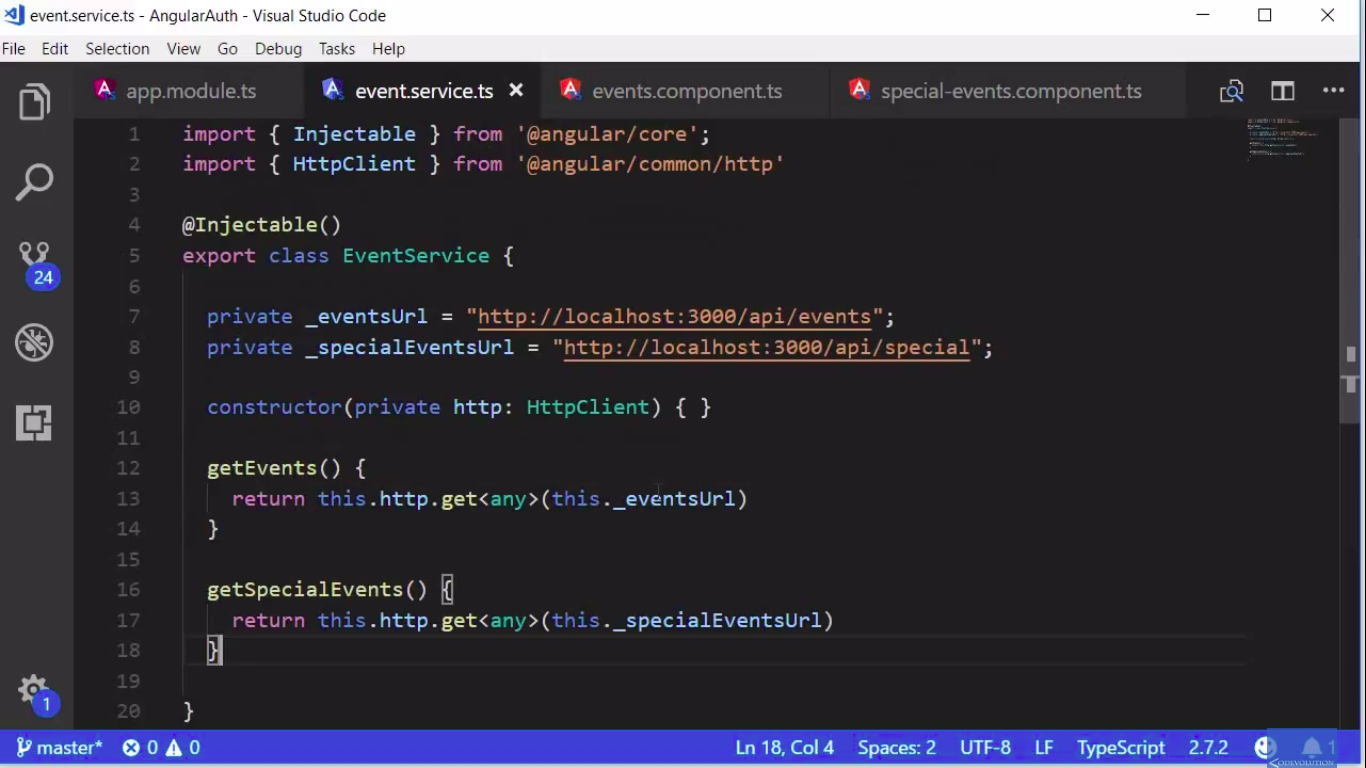 event.service.ts - AngularAuth - Visual Studio Code
File Edit Selection View Go Debug Tasks Help
app.module.ts event.service.ts events.component.ts special-events.component.ts
1 import { Injectable } from '@angular/core';
2 import { HttpClient } from '@angular/common/http'
3
4 @Injectable()
5 export class EventService {
6
7 private _eventsUrl = "http://localhost:3000/api/events";
8 private _specialEventsUrl = "http://localhost:3000/api/special";
9
10 constructor(private http: HttpClient) { }
11
12 getEvents() {
13 return this.http.get<any>(this._eventsUrl)
14 }
15
16 getSpecialEvents() {
17 return this.http.get<any>(this._specialEventsUrl)
18 }
19
20 }
24
1
master* 0 0 Ln 18, Col 4 Spaces: 2 UTF-8 LF TypeScript 2.7.2 1
CODEVOLUTION